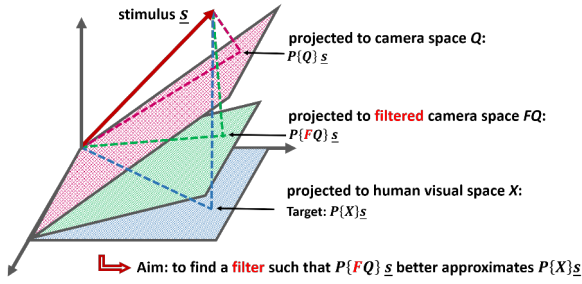 stimulus s
projected to camera space Q:
P{Q} s
projected to filtered camera space FQ:
P{FQ} s
projected to human visual space X:
Target: P{X}s
Aim: to find a filter such that P{FQ} s better approximates P{X}s